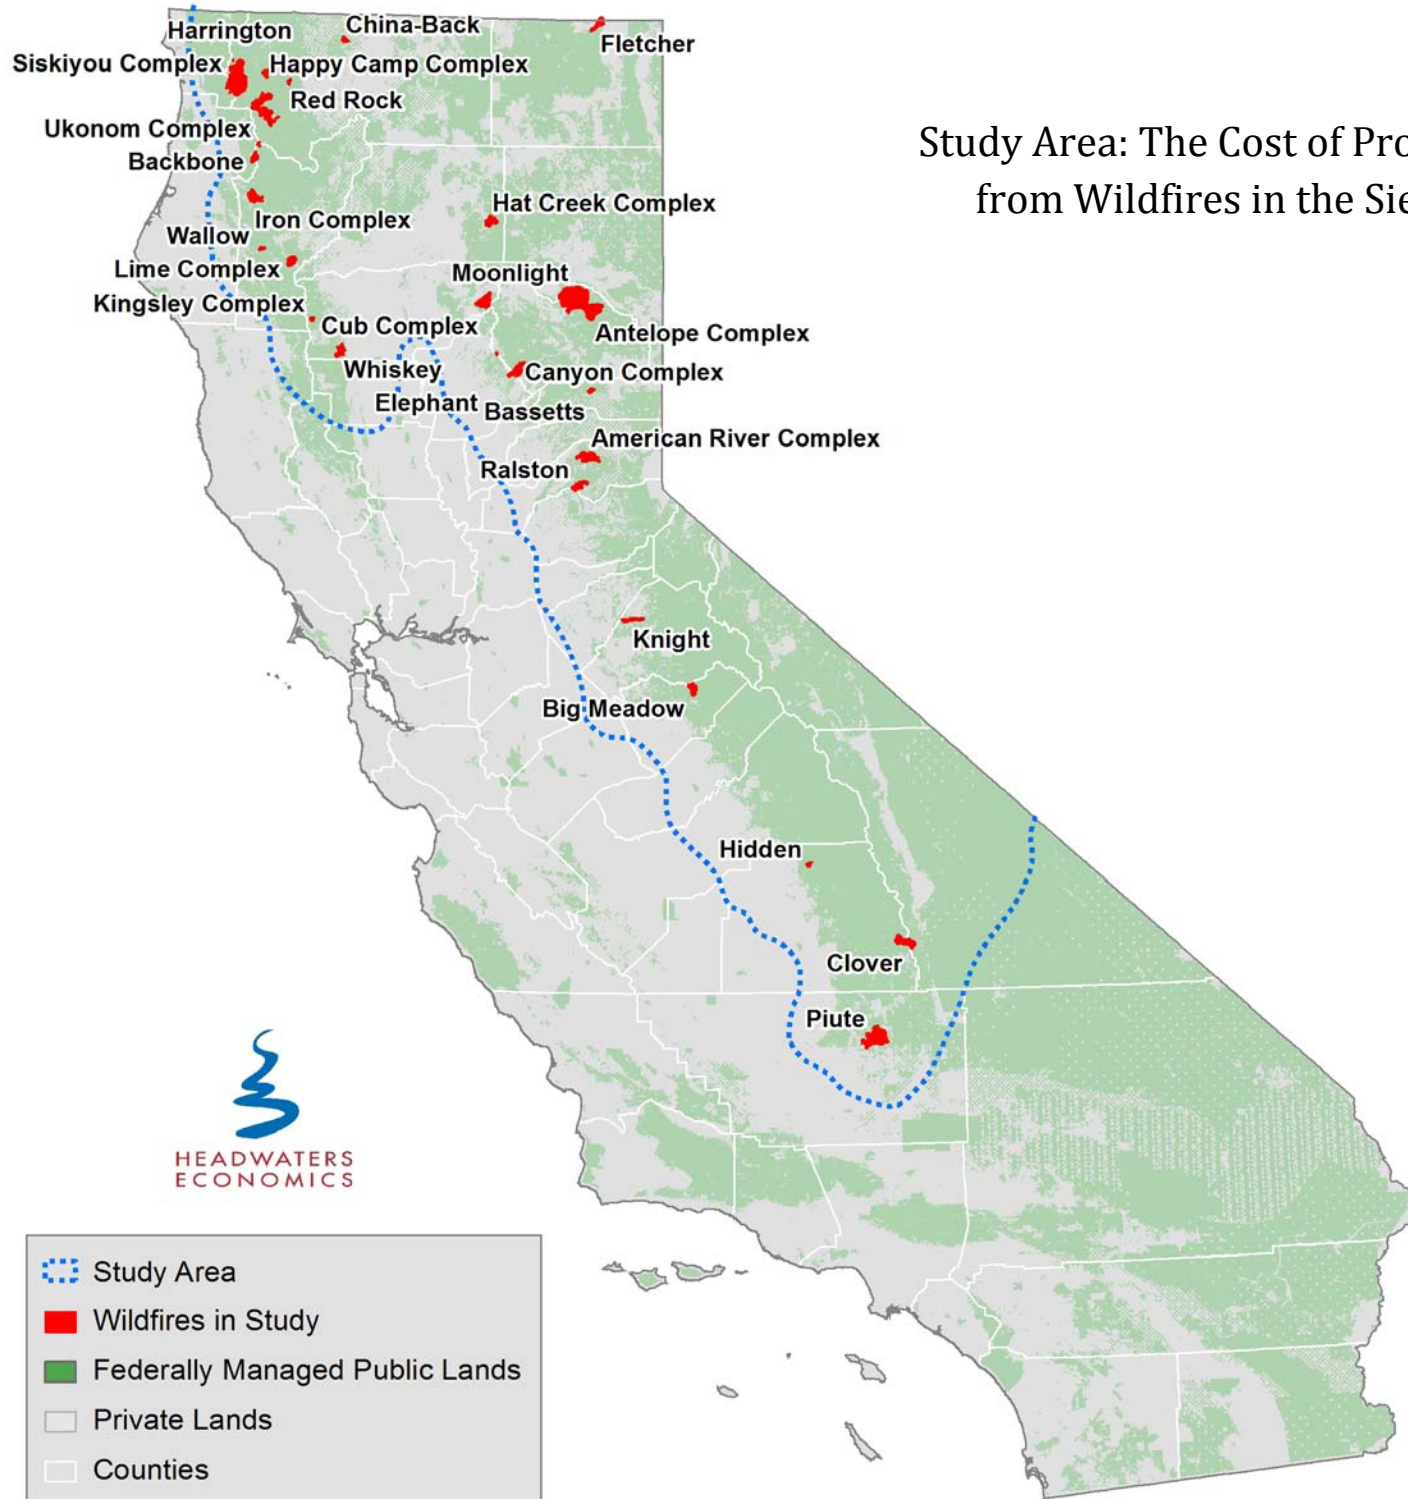 Harrington
China-Back
Fletcher
Siskiyou Complex
Happy Camp Complex
Red Rock
Ukonom Complex
Backbone
Study Area: The Cost of Pro
from Wildfires in the Sie
Hat Creek Complex
Iron Complex
Wallow
Lime Complex
Moonlight
Kingsley Complex
Cub Complex
Antelope Complex
Whiskey
Canyon Complex
Elephant
Bassetts
American River Complex
Ralston
Knight
Big Meadow
Hidden
Clover
Piute
HEADWATERS
ECONOMICS
Study Area
Wildfires in Study
Federally Managed Public Lands
Private Lands
Counties